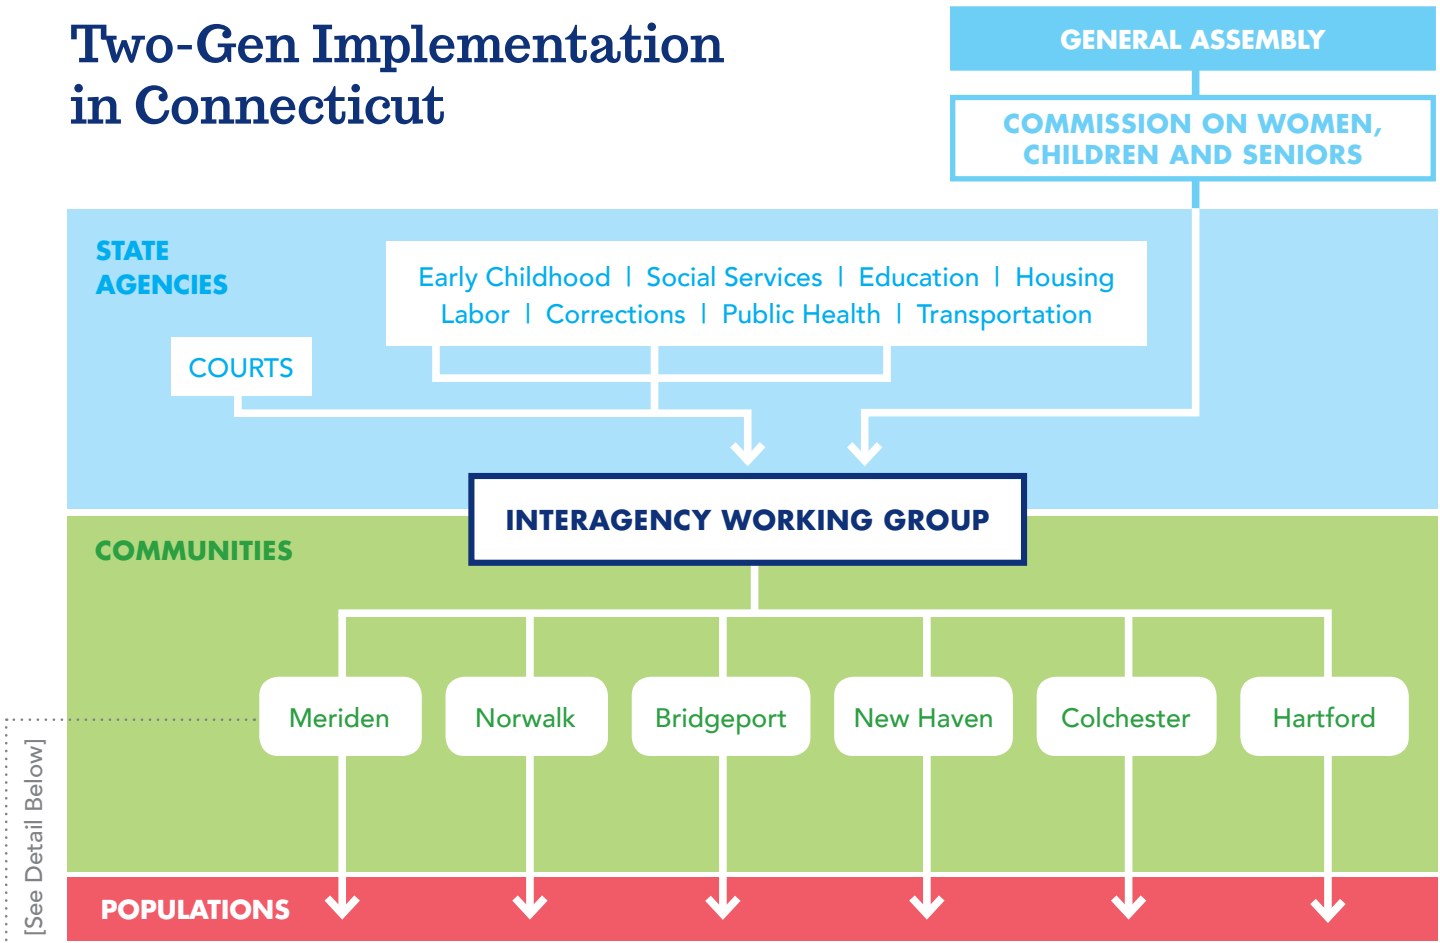 Two-Gen Implementation
in Connecticut
GENERAL ASSEMBLY
COMMISSION ON WOMEN,
CHILDREN AND SENIORS
STATE
AGENCIES
Early Childhood | Social Services | Education | Housing
Labor | Corrections | Public Health | Transportation
COURTS
INTERAGENCY WORKING GROUP
COMMUNITIES
Meriden
Norwalk
Bridgeport
New Haven
Colchester
Hartford
[See Detail Below]
POPULATIONS